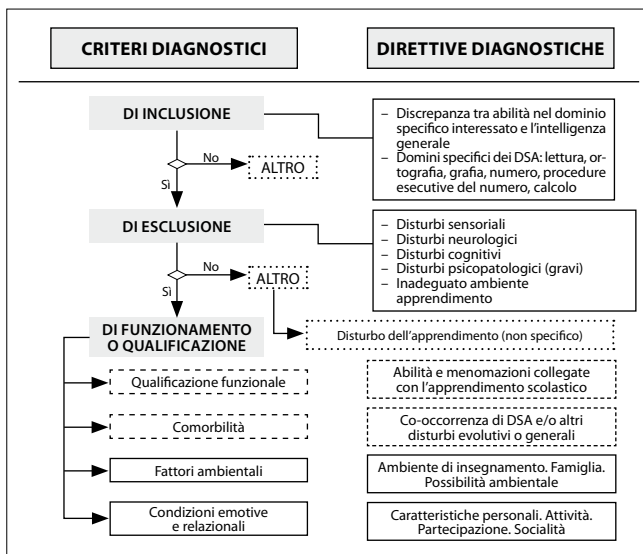 CRITERI DIAGNOSTICI
DIRETTIVE DIAGNOSTICHE
DI INCLUSIONE
– Discrepanza tra abilità nel dominio
specifico interessato e l'intelligenza
generale
– Domini specifici dei DSA: lettura, or-
tografia, grafia, numero, procedure
esecutive del numero, calcolo
No
ALTRO
Sì
DI ESCLUSIONE
– Disturbi sensoriali
– Disturbi neurologici
– Disturbi cognitivi
– Disturbi psicopatologici (gravi)
– Inadeguato ambiente
apprendimento
No
ALTRO
Sì
DI FUNZIONAMENTO
O QUALIFICAZIONE
Disturbo dell'apprendimento (non specifico)
Qualificazione funzionale
Abilità e menomazioni collegate
con l'apprendimento scolastico
Comorbilità
Co-occorrenza di DSA e/o altri
disturbi evolutivi o generali
Fattori ambientali
Ambiente di insegnamento. Famiglia.
Possibilità ambientale
Condizioni emotive
e relazionali
Caratteristiche personali. Attività.
Partecipazione. Socialità